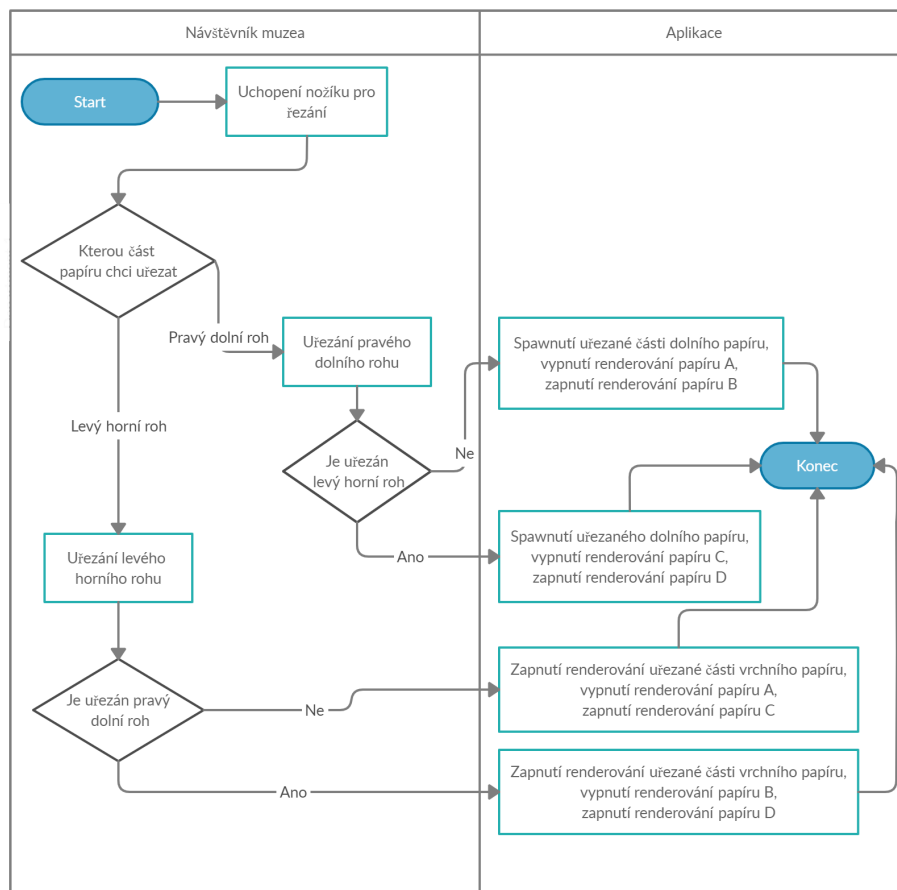 Návštěvník muzea
Aplikace
Start
Uchopení nožíku pro
řezání
Kterou část
papíru chci uřezat
Pravý dolní roh
Uřezání pravého
dolního rohu
Spawnutí uřezané části dolního papíru,
vypnutí renderování papíru A,
zapnutí renderování papíru B
Levý horní roh
Je uřezán
levý horní roh
Ne
Konec
Uřezání levého
horního rohu
Ano
Spawnutí uřezaného dolního papíru,
vypnutí renderování papíru C,
zapnutí renderování papíru D
Je uřezán pravý
dolní roh
Ne
Zapnutí renderování uřezané části vrchního papíru,
vypnutí renderování papíru A,
zapnutí renderování papíru C
Ano
Zapnutí renderování uřezané části vrchního papíru,
vypnutí renderování papíru B,
zapnutí renderování papíru D